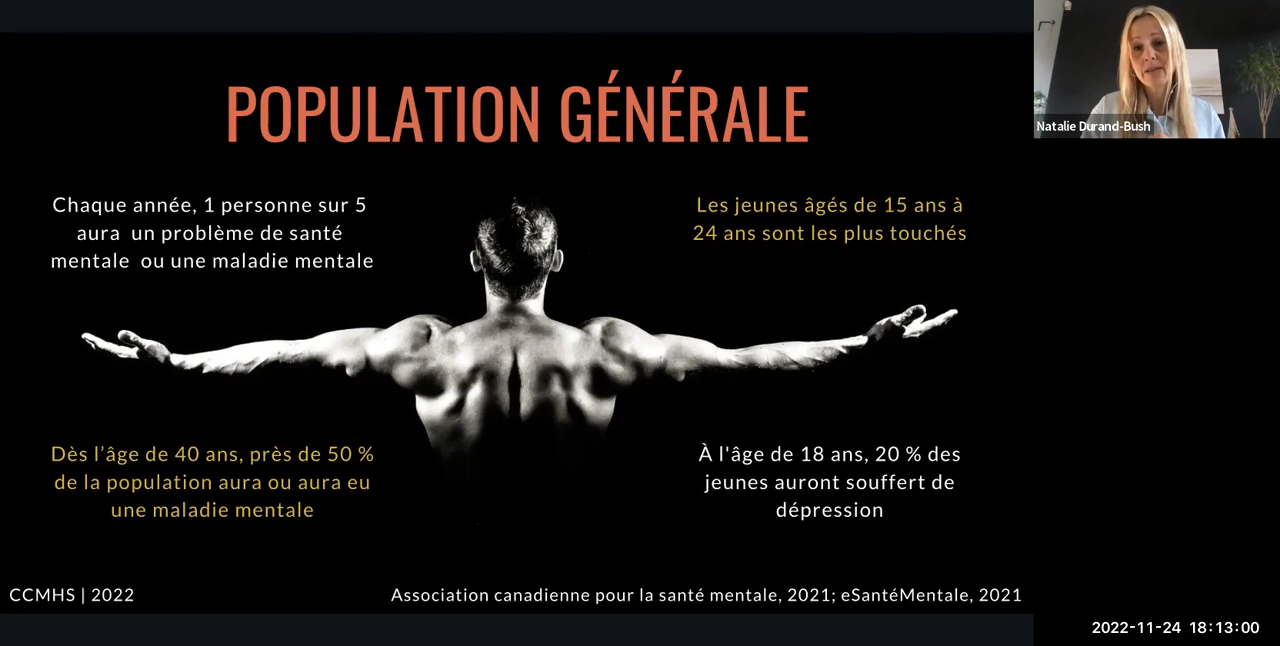 POPULATION GÉNÉRALE
Chaque année, 1 personne sur 5
aura un problème de santé
mentale ou une maladie mentale
Les jeunes âgés de 15 ans à
24 ans sont les plus touchés
Dès l'âge de 40 ans, près de 50 %
de la population aura ou aura eu
une maladie mentale
À l'âge de 18 ans, 20 % des
jeunes auront souffert de
dépression
CCMHS | 2022
Association canadienne pour la santé mentale, 2021; eSantéMentale, 2021
Natalie Durand-Bush
2022-11-24 18:13:00